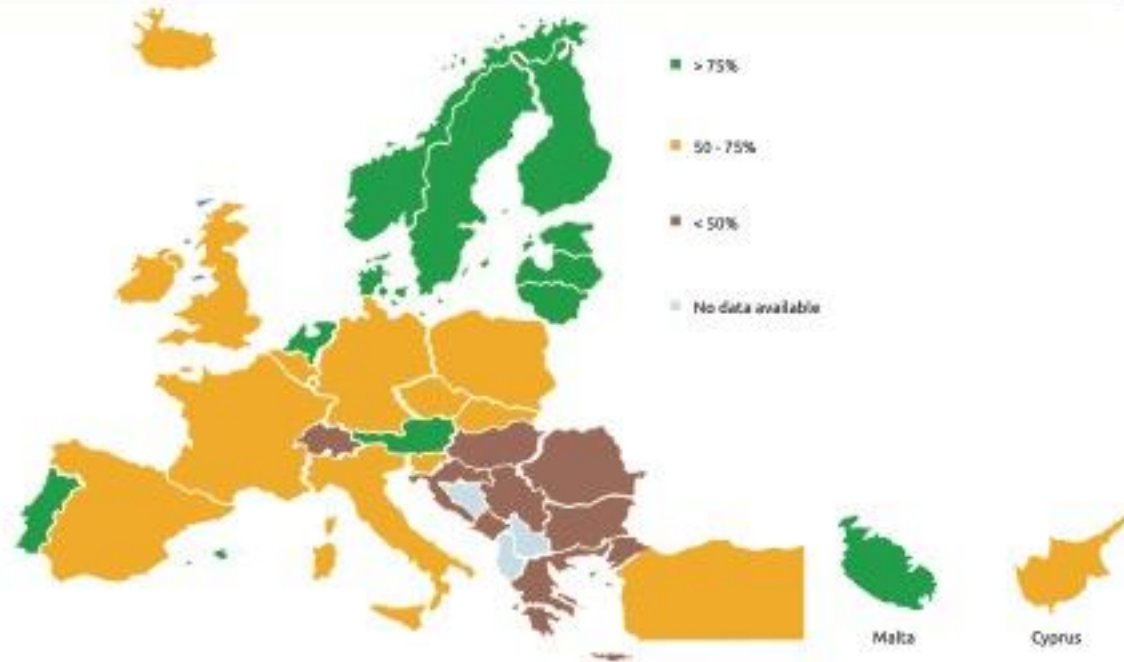 > 75%
50 - 75%
< 50%
No data available
Malta
Cyprus